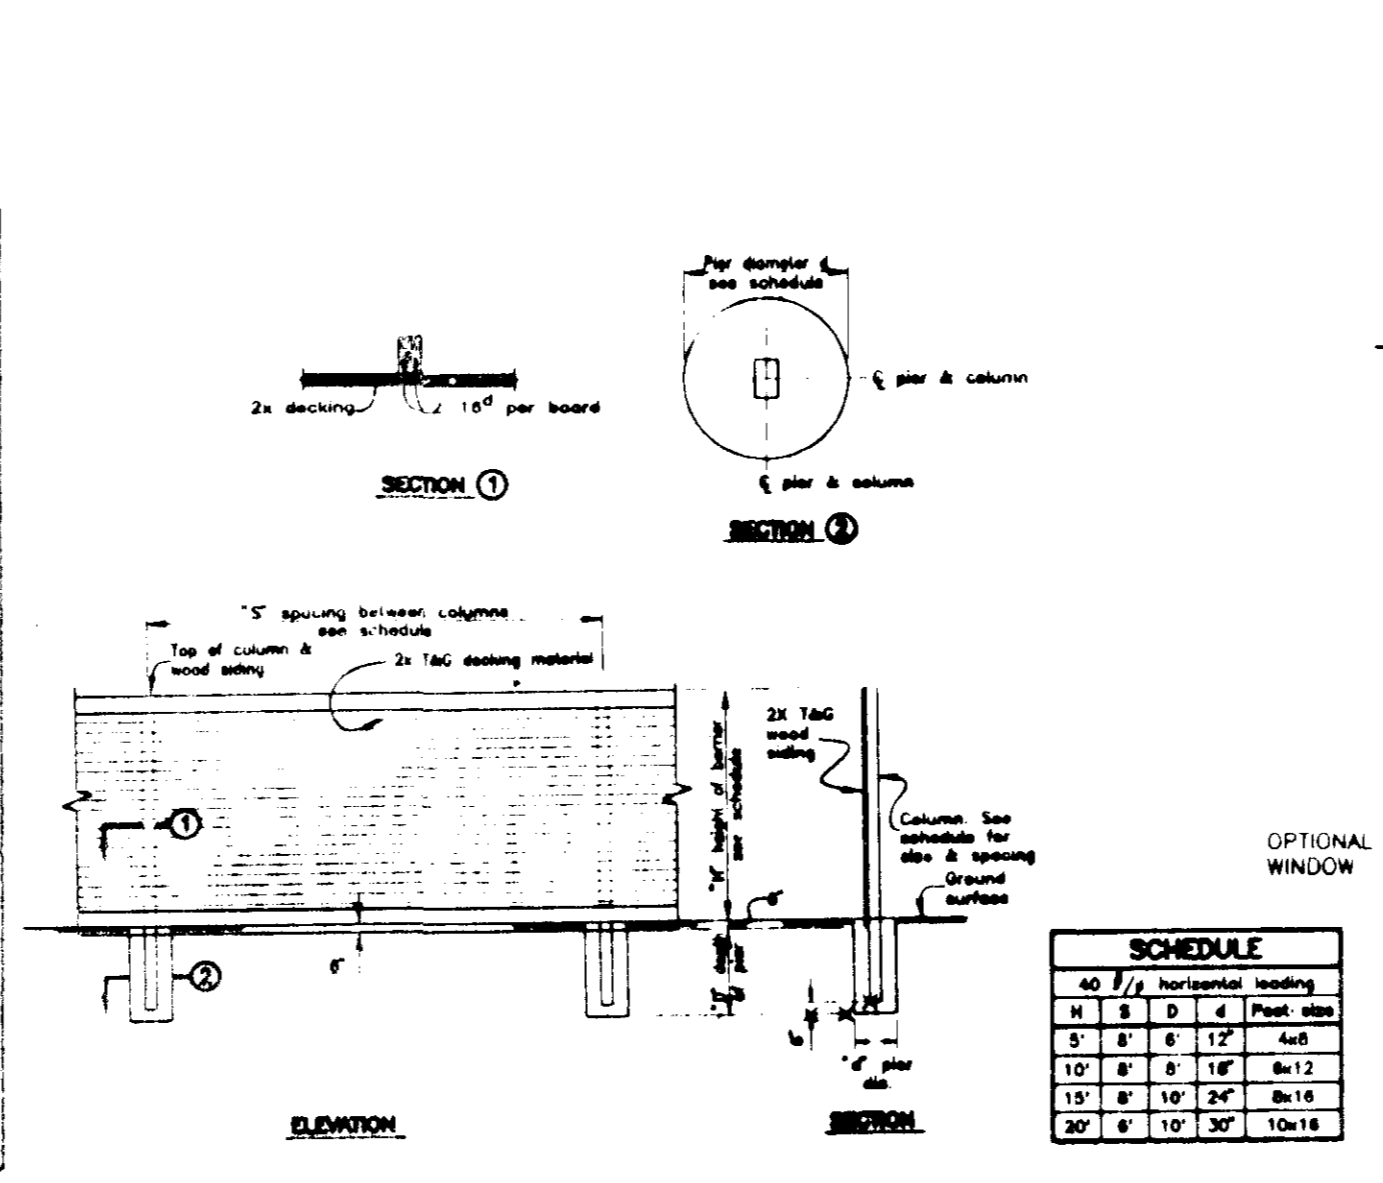 Pier diameter d
see schedule
2x decking
2 16d per board
℄ pier & column
℄ pier & column
SECTION 1
SECTION 2
"S" spacing between columns
see schedule
Top of column &
wood siding
2x T&G decking material
"H" height of barrier
see schedule
2X T&G
wood
siding
Column. See
schedule for
size & spacing
Ground
surface
1
2
6"
6"
"D" depth
of pier
6"
"d" pier
dia.
ELEVATION
SECTION
OPTIONAL
WINDOW
SCHEDULE
40 #/ horizontal loading
H S D d Post size
5' 8' 6' 12" 4x8
10' 8' 8' 18" 6x12
15' 8' 10' 24" 8x16
20' 6' 10' 30" 10x16